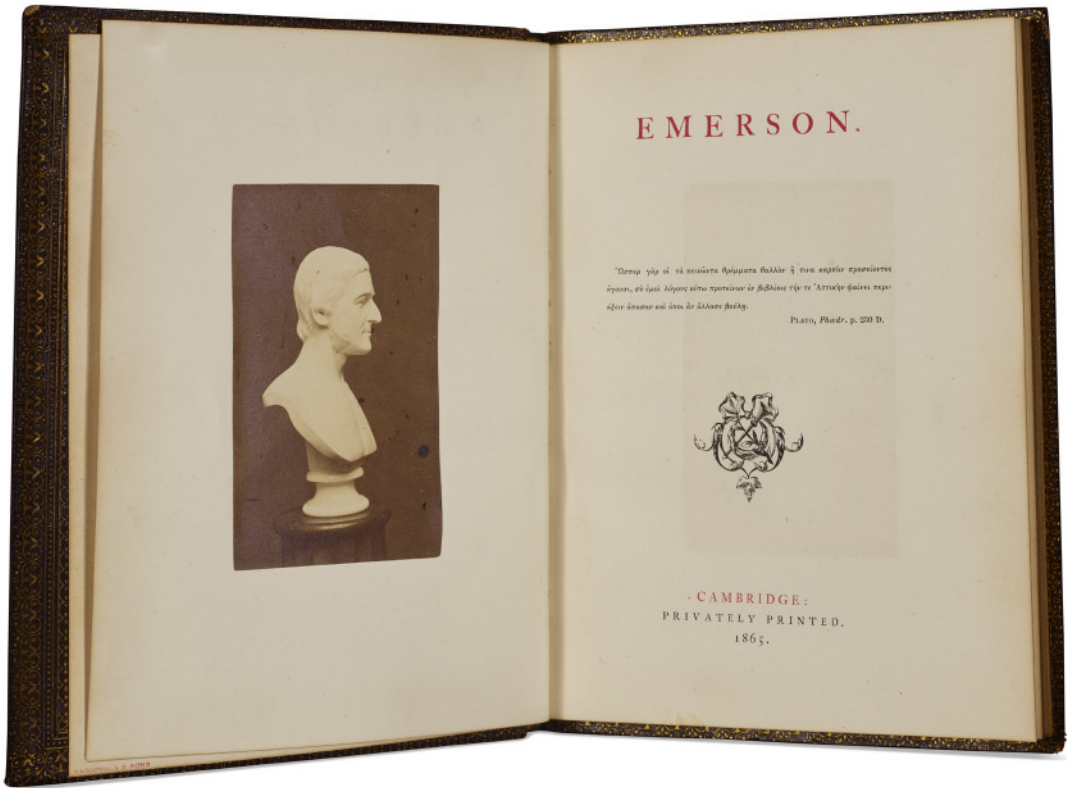 EMERSON.
Ὥσπερ γὰρ οἱ τὰ πεινῶντα θρέμματα θαλλὸν ἤ τινα καρπὸν προσείοντες
ἄγουσι, σὺ ἐμοὶ λόγους οὕτω προτείνων ἐν βιβλίοις τήν τε Ἀττικὴν φαίνει περι-
άξειν ἅπασαν καὶ ὅποι ἂν ἄλλοσε βούλῃ.
PLATO, Phædr. p. 230 D.
CAMBRIDGE:
PRIVATELY PRINTED.
1865.